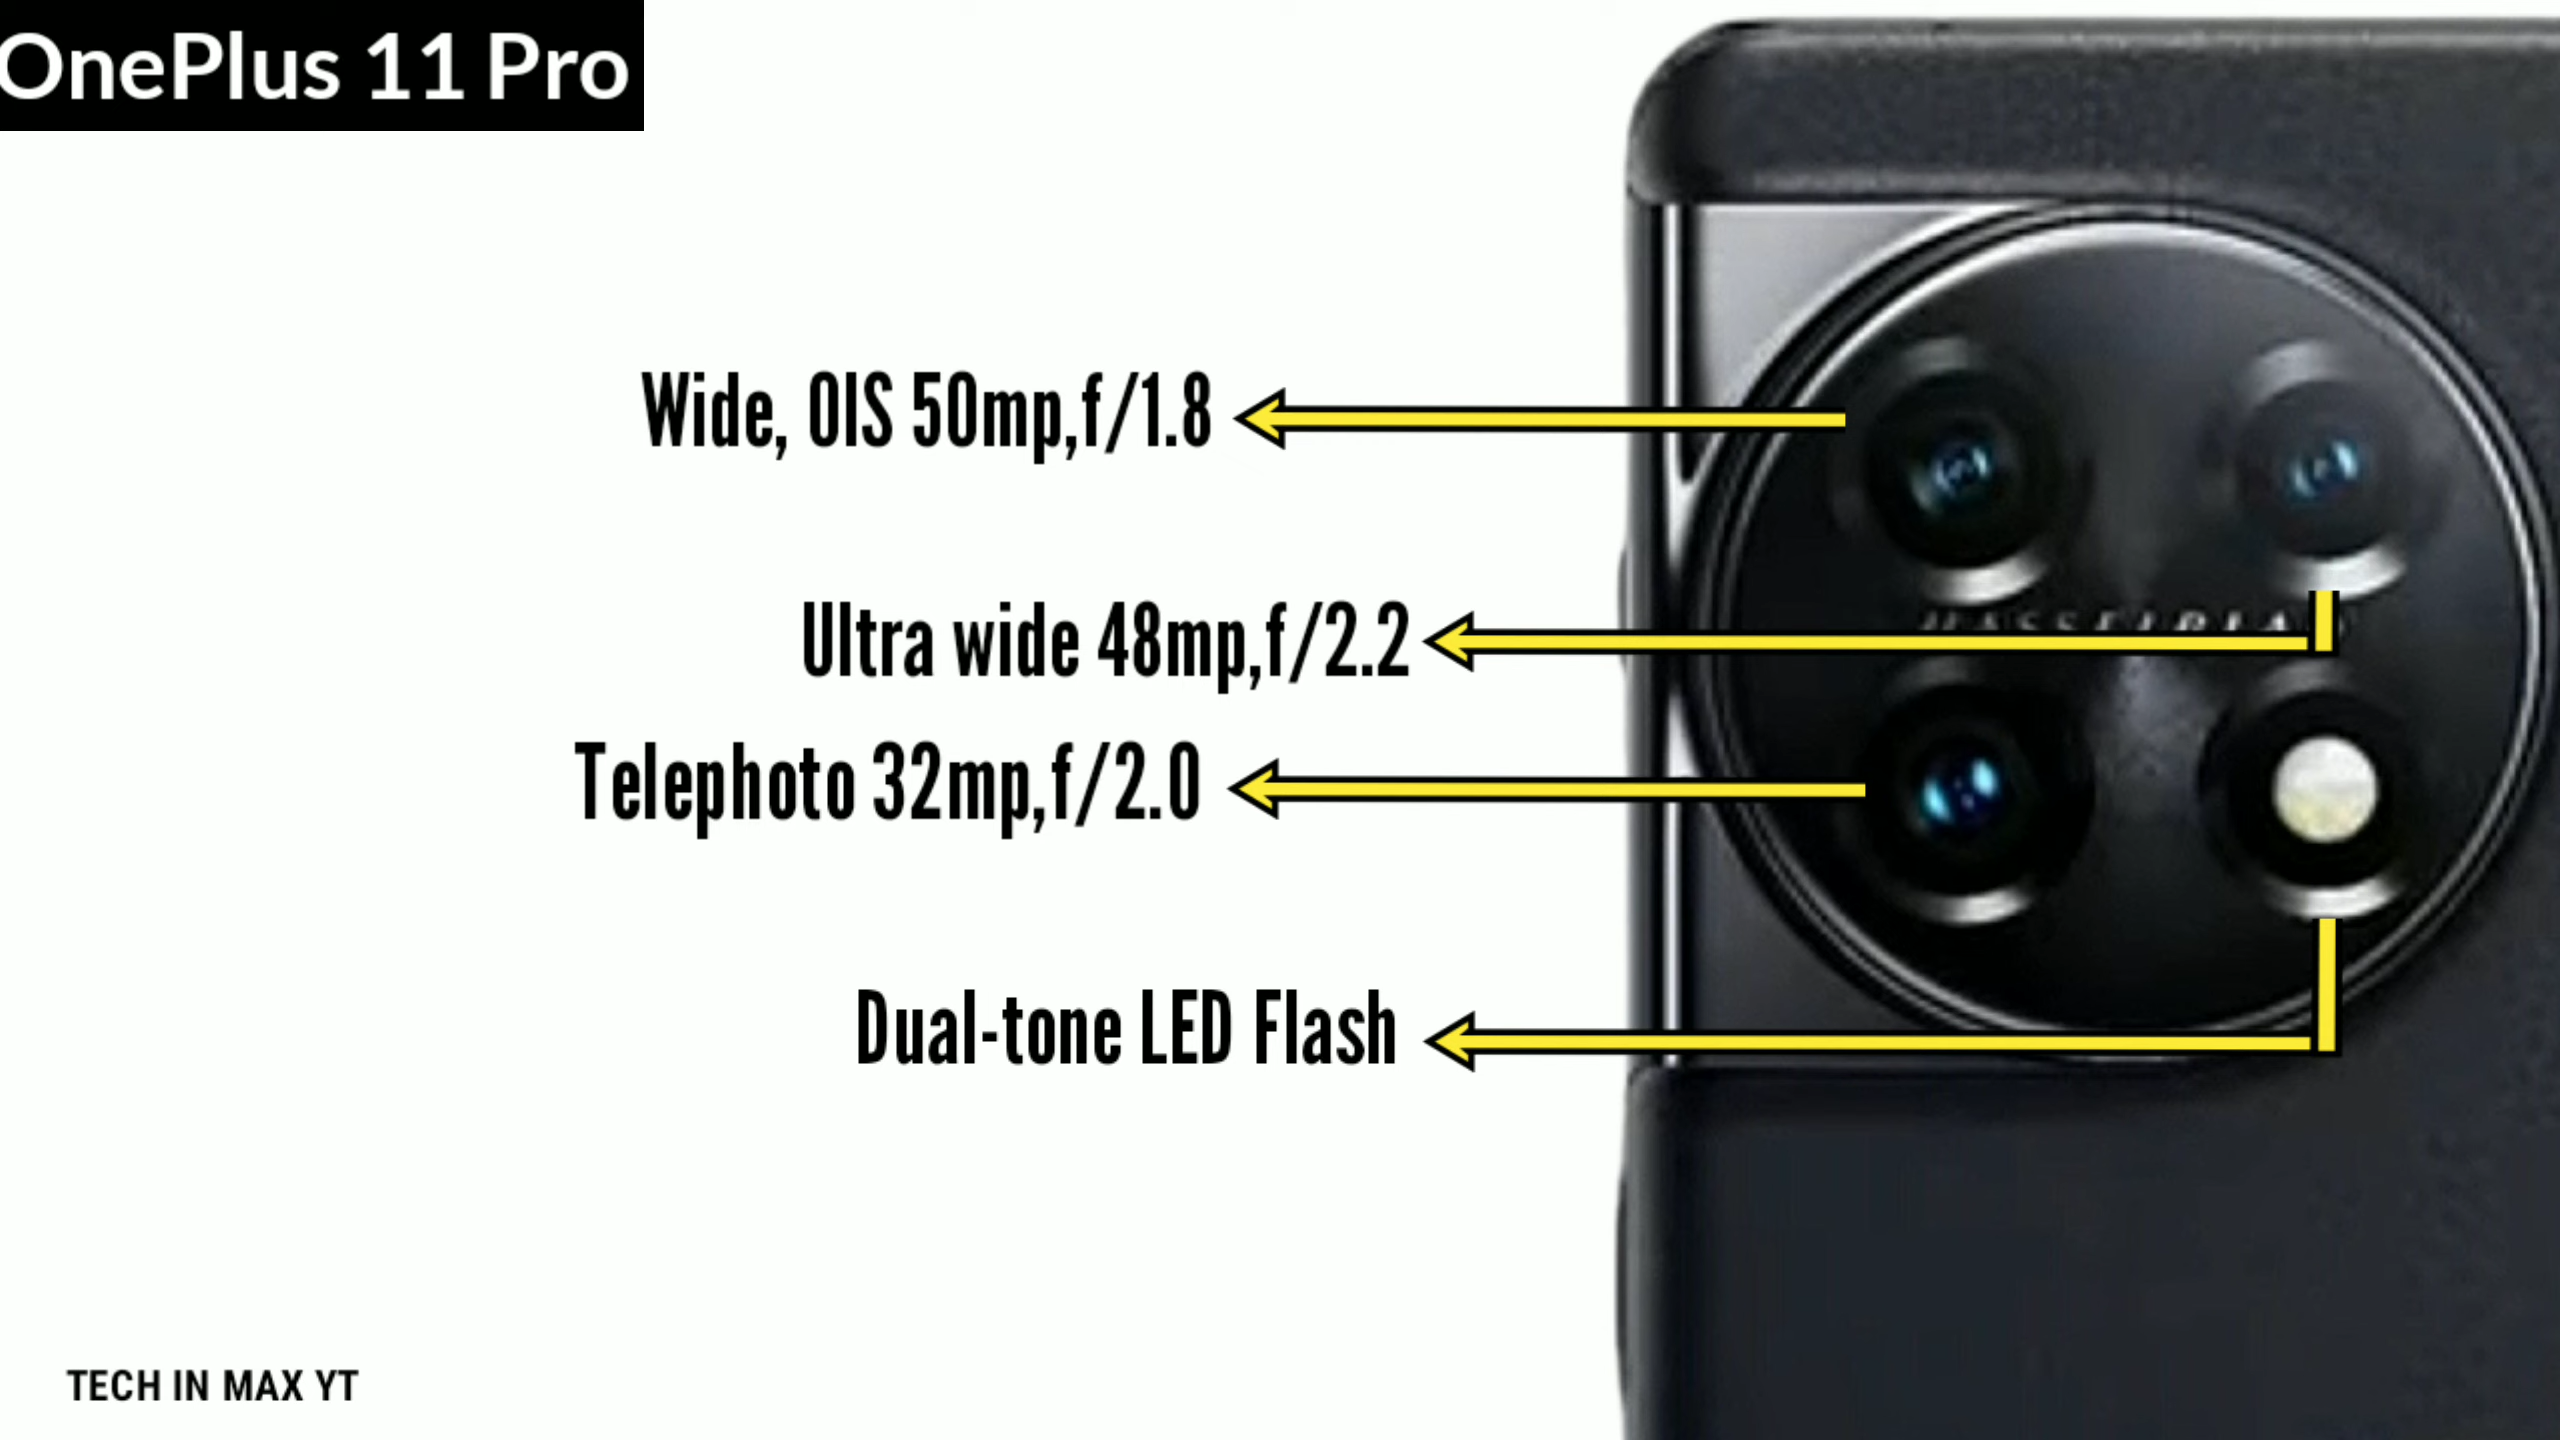 OnePlus 11 Pro
Wide, OIS 50mp,f/1.8
Ultra wide 48mp,f/2.2
Telephoto 32mp,f/2.0
Dual-tone LED Flash
TECH IN MAX YT